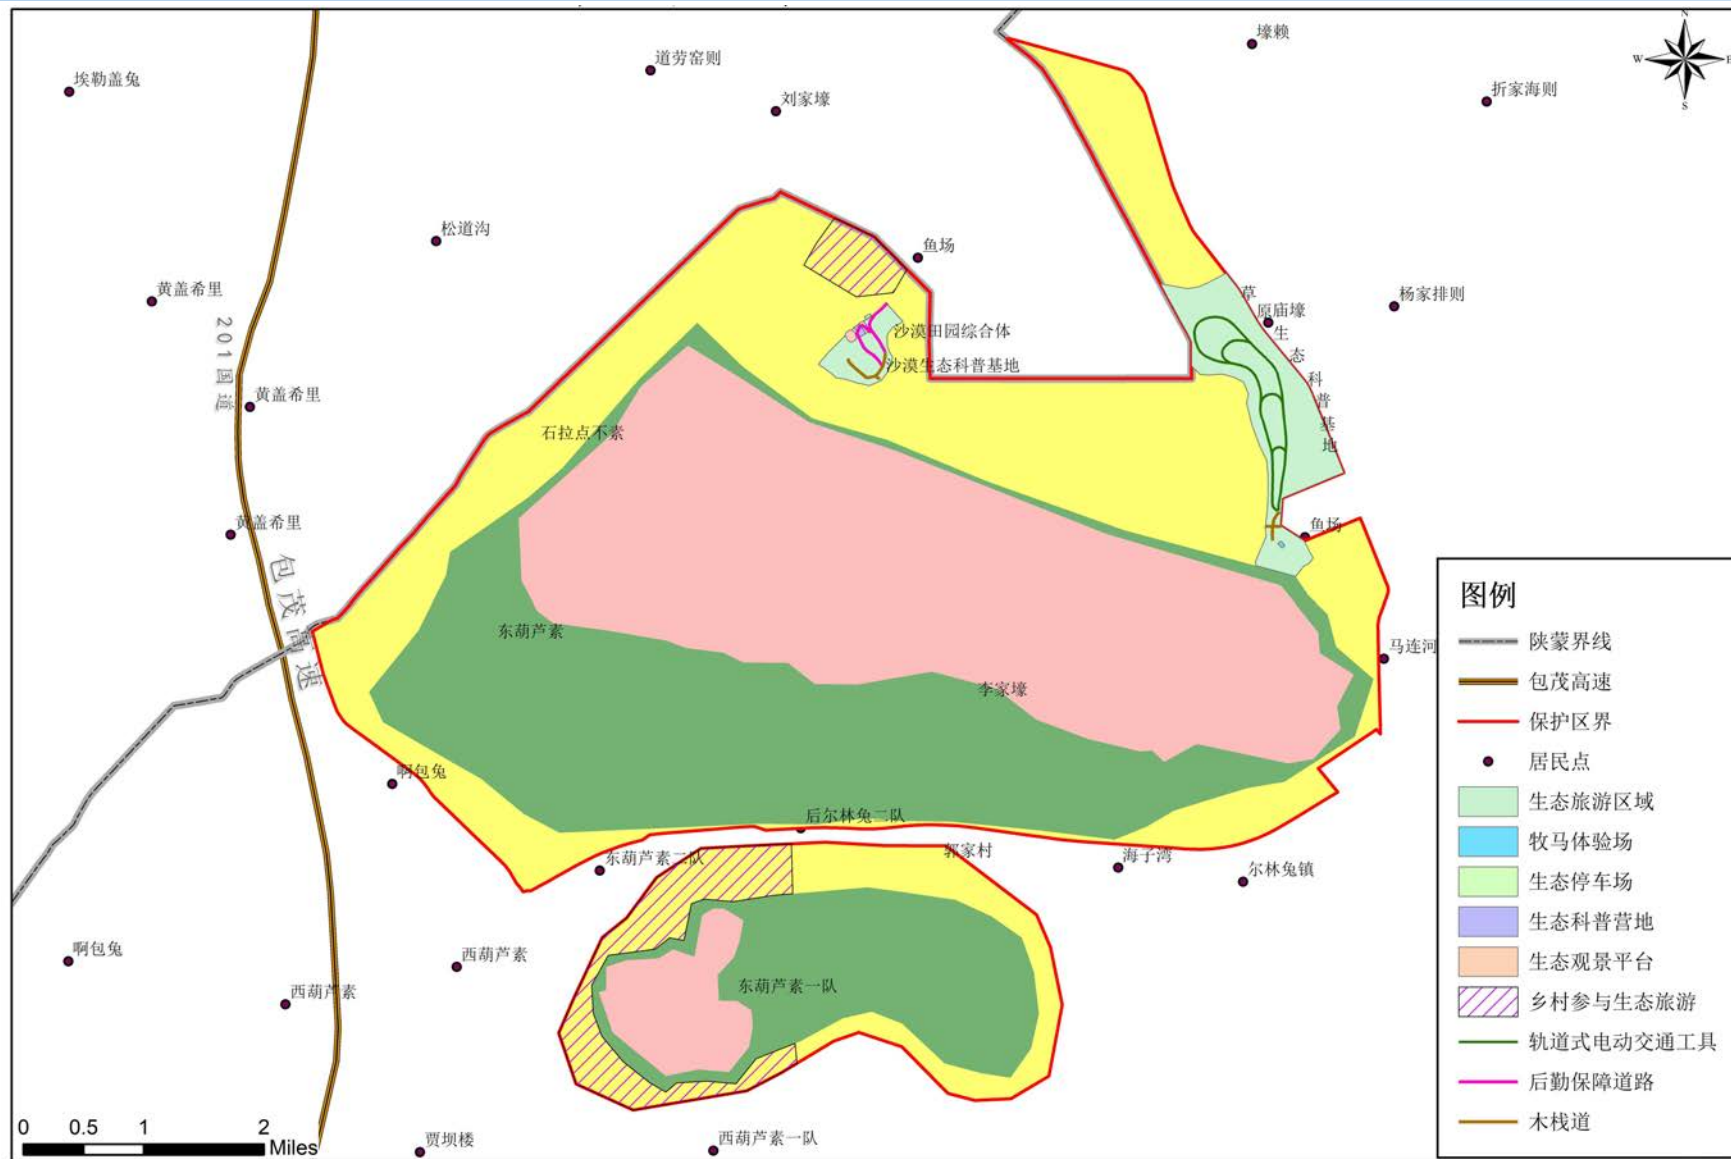 N
W
E
S
壕赖
道劳窑则
埃勒盖兔
折家海则
刘家壕
松道沟
鱼场
黄盖希里
杨家排则
草原庙壕
生态科普基地
沙漠田园综合体
201国道
沙漠生态科普基地
黄盖希里
石拉点不素
黄盖希里
鱼场
包茂高速
东葫芦素
马连河
李家壕
啊包兔
后尔林兔二队
东葫芦素二队
郭家村
海子湾
尔林兔镇
啊包兔
西葫芦素
西葫芦素
东葫芦素一队
贾坝楼
西葫芦素一队
0 0.5 1 2
Miles
图例
陕蒙界线
包茂高速
保护区界
居民点
生态旅游区域
牧马体验场
生态停车场
生态科普营地
生态观景平台
乡村参与生态旅游
轨道式电动交通工具
后勤保障道路
木栈道